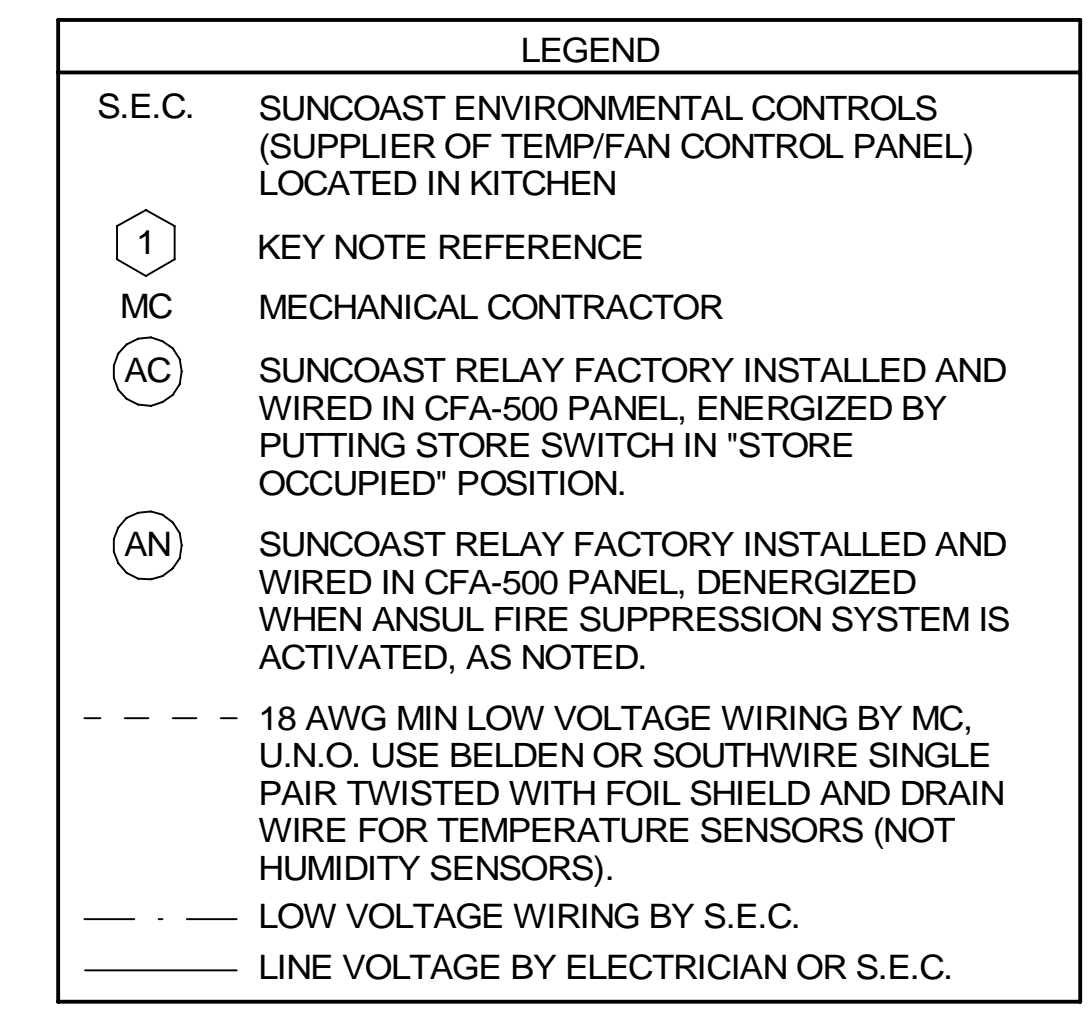 LEGEND
S.E.C. SUNCOAST ENVIRONMENTAL CONTROLS
(SUPPLIER OF TEMP/FAN CONTROL PANEL)
LOCATED IN KITCHEN
1 KEY NOTE REFERENCE
MC MECHANICAL CONTRACTOR
AC SUNCOAST RELAY FACTORY INSTALLED AND
WIRED IN CFA-500 PANEL, ENERGIZED BY
PUTTING STORE SWITCH IN "STORE
OCCUPIED" POSITION.
AN SUNCOAST RELAY FACTORY INSTALLED AND
WIRED IN CFA-500 PANEL, DENERGIZED
WHEN ANSUL FIRE SUPPRESSION SYSTEM IS
ACTIVATED, AS NOTED.
18 AWG MIN LOW VOLTAGE WIRING BY MC,
U.N.O. USE BELDEN OR SOUTHWIRE SINGLE
PAIR TWISTED WITH FOIL SHIELD AND DRAIN
WIRE FOR TEMPERATURE SENSORS (NOT
HUMIDITY SENSORS).
LOW VOLTAGE WIRING BY S.E.C.
LINE VOLTAGE BY ELECTRICIAN OR S.E.C.